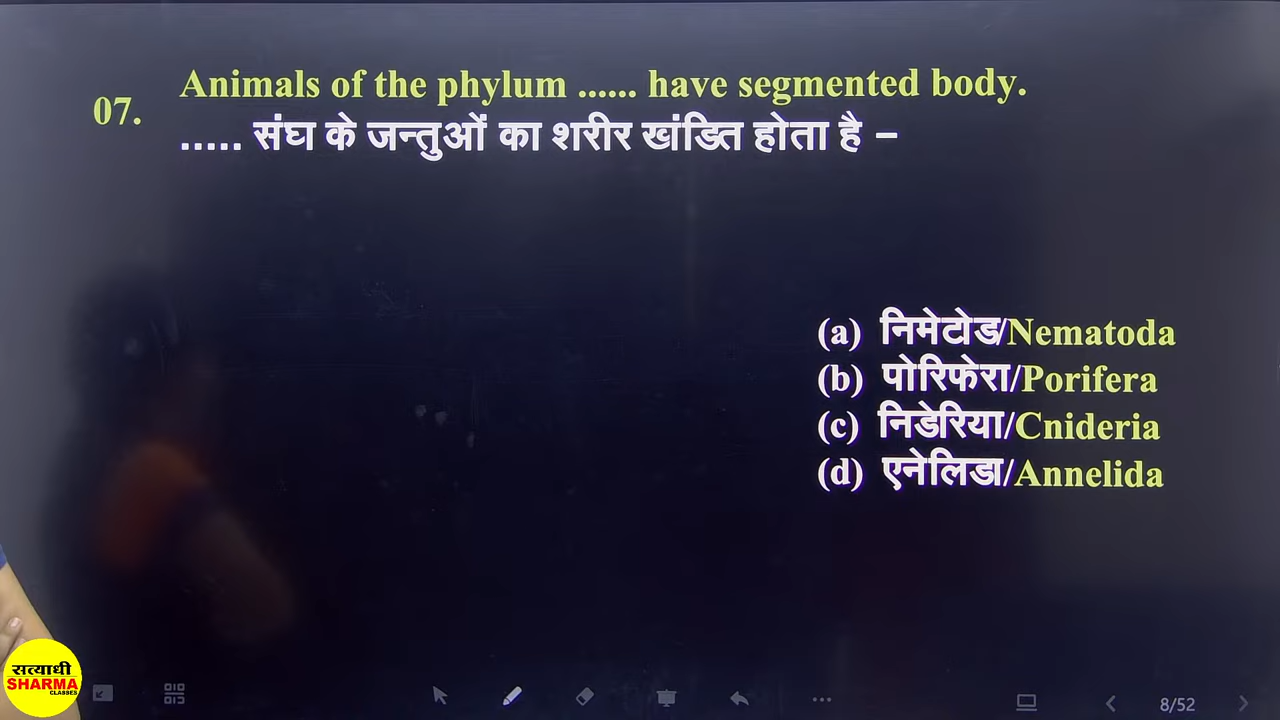 07.
Animals of the phylum ...... have segmented body.
..... संघ के जन्तुओं का शरीर खंडित होता है –
(a) निमेटोड/Nematoda
(b) पोरिफेरा/Porifera
(c) निडेरिया/Cnideria
(d) एनेलिडा/Annelida
सत्याधी
SHARMA
CLASSES
8/52